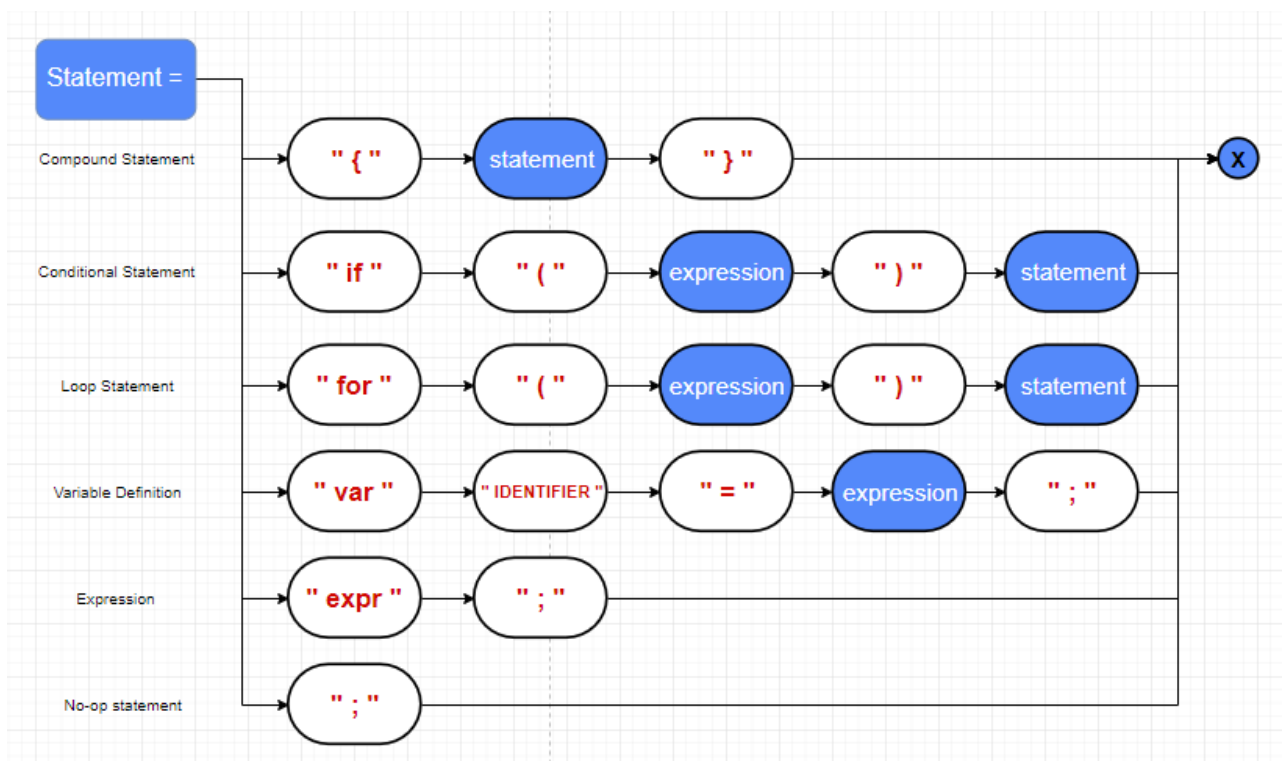 Statement =
Compound Statement " { " statement " } " X
Conditional Statement " if " " ( " expression " ) " statement
Loop Statement " for " " ( " expression " ) " statement
Variable Definition " var " " IDENTIFIER " " = " expression " ; "
Expression " expr " " ; "
No-op statement " ; "